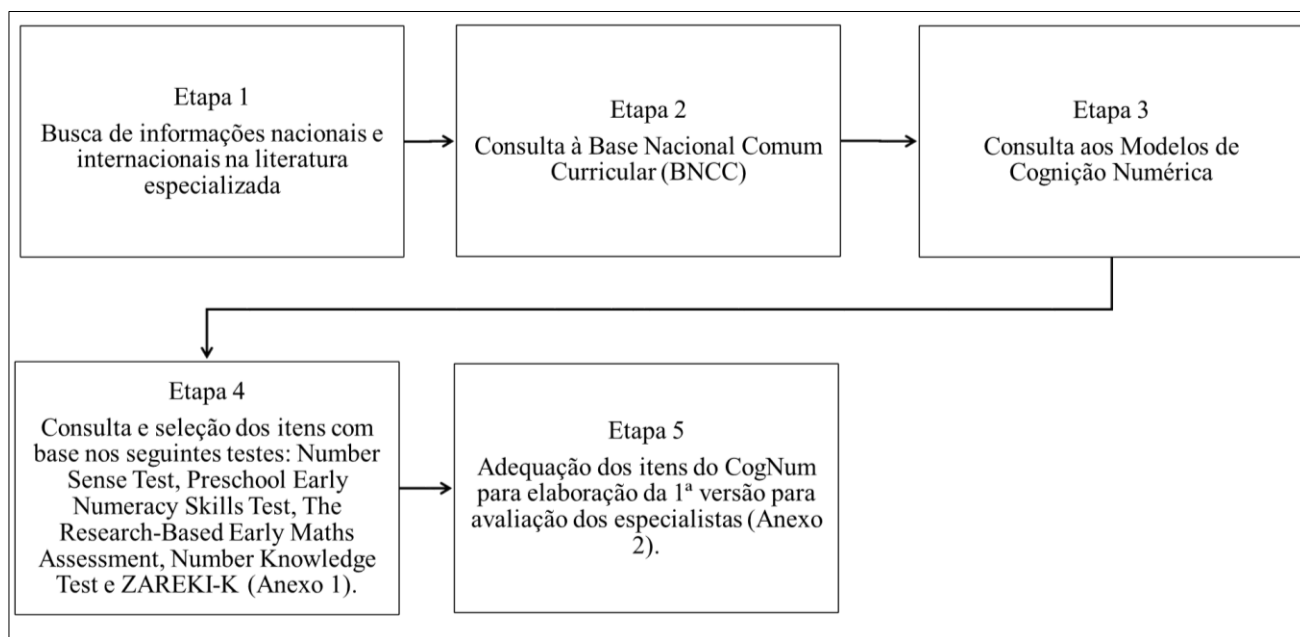 Etapa 1
Busca de informações nacionais e
internacionais na literatura
especializada
Etapa 2
Consulta à Base Nacional Comum
Curricular (BNCC)
Etapa 3
Consulta aos Modelos de
Cognição Numérica
Etapa 4
Consulta e seleção dos itens com
base nos seguintes testes: Number
Sense Test, Preschool Early
Numeracy Skills Test, The
Research-Based Early Maths
Assessment, Number Knowledge
Test e ZAREKI-K (Anexo 1).
Etapa 5
Adequação dos itens do CogNum
para elaboração da 1ª versão para
avaliação dos especialistas (Anexo
2).